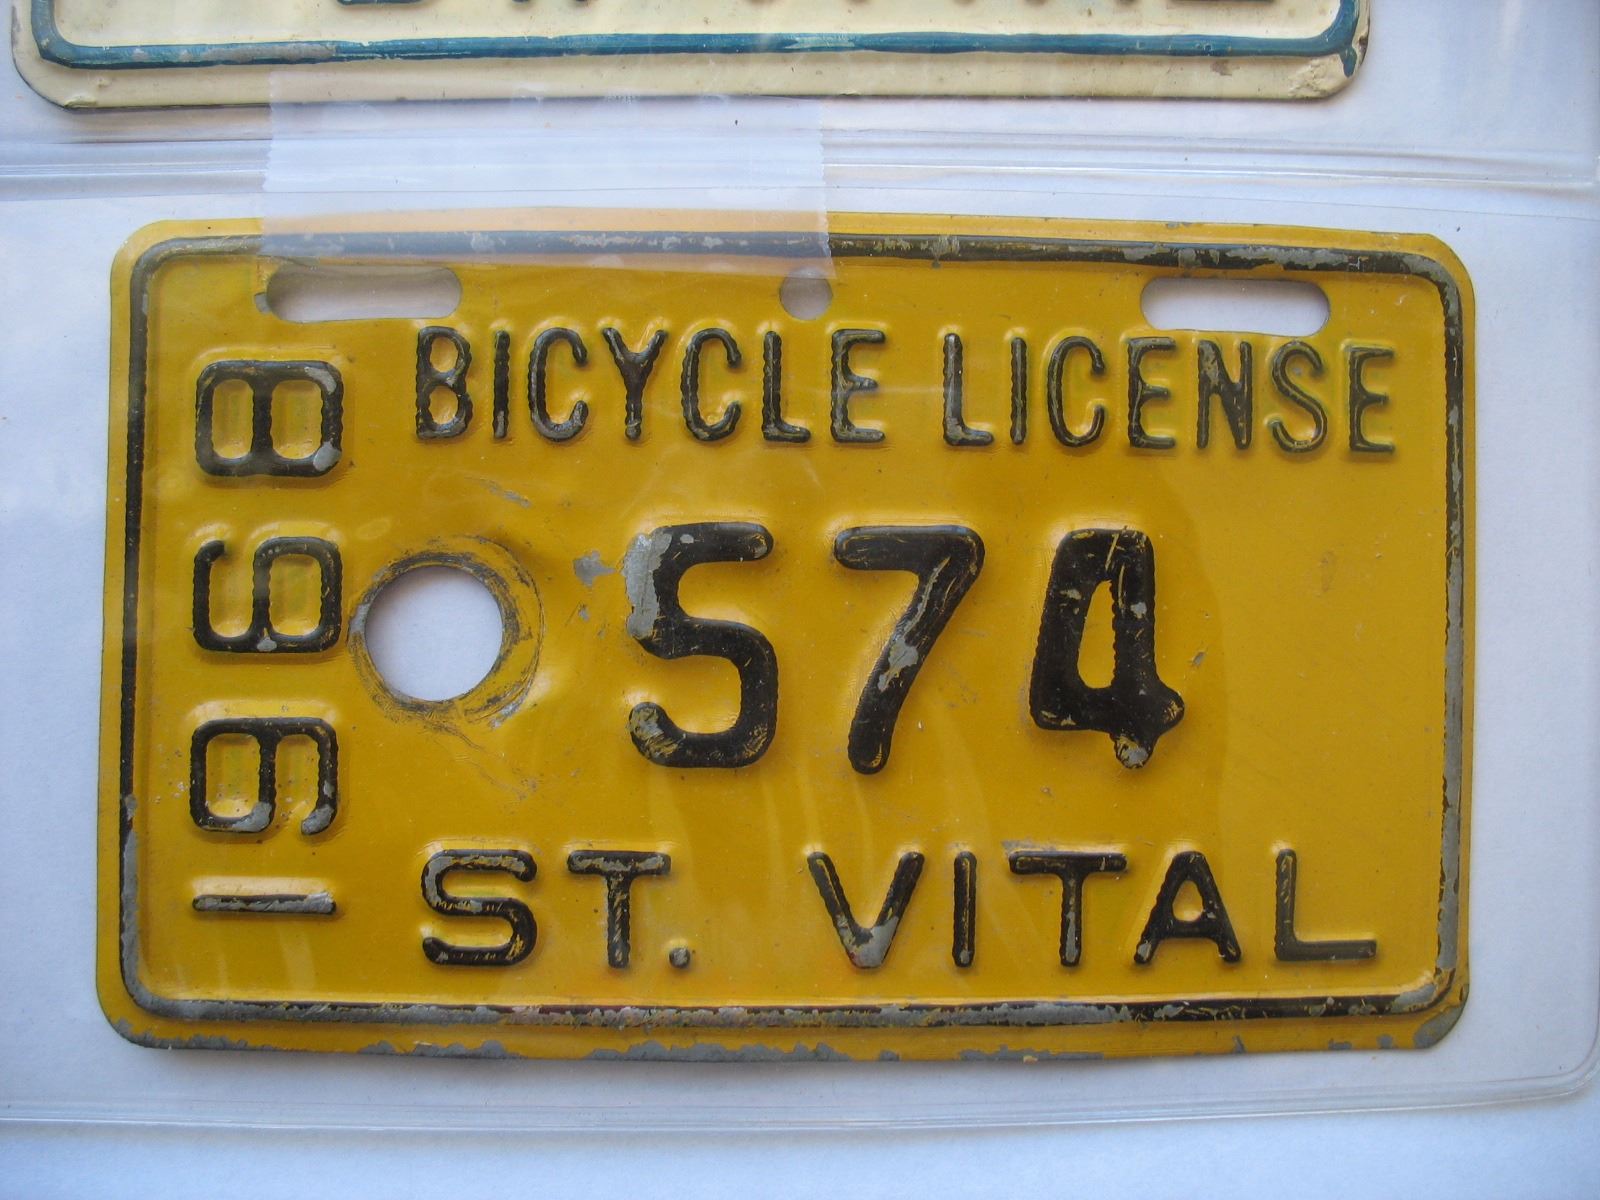 BICYCLE LICENSE
1968
574
ST. VITAL